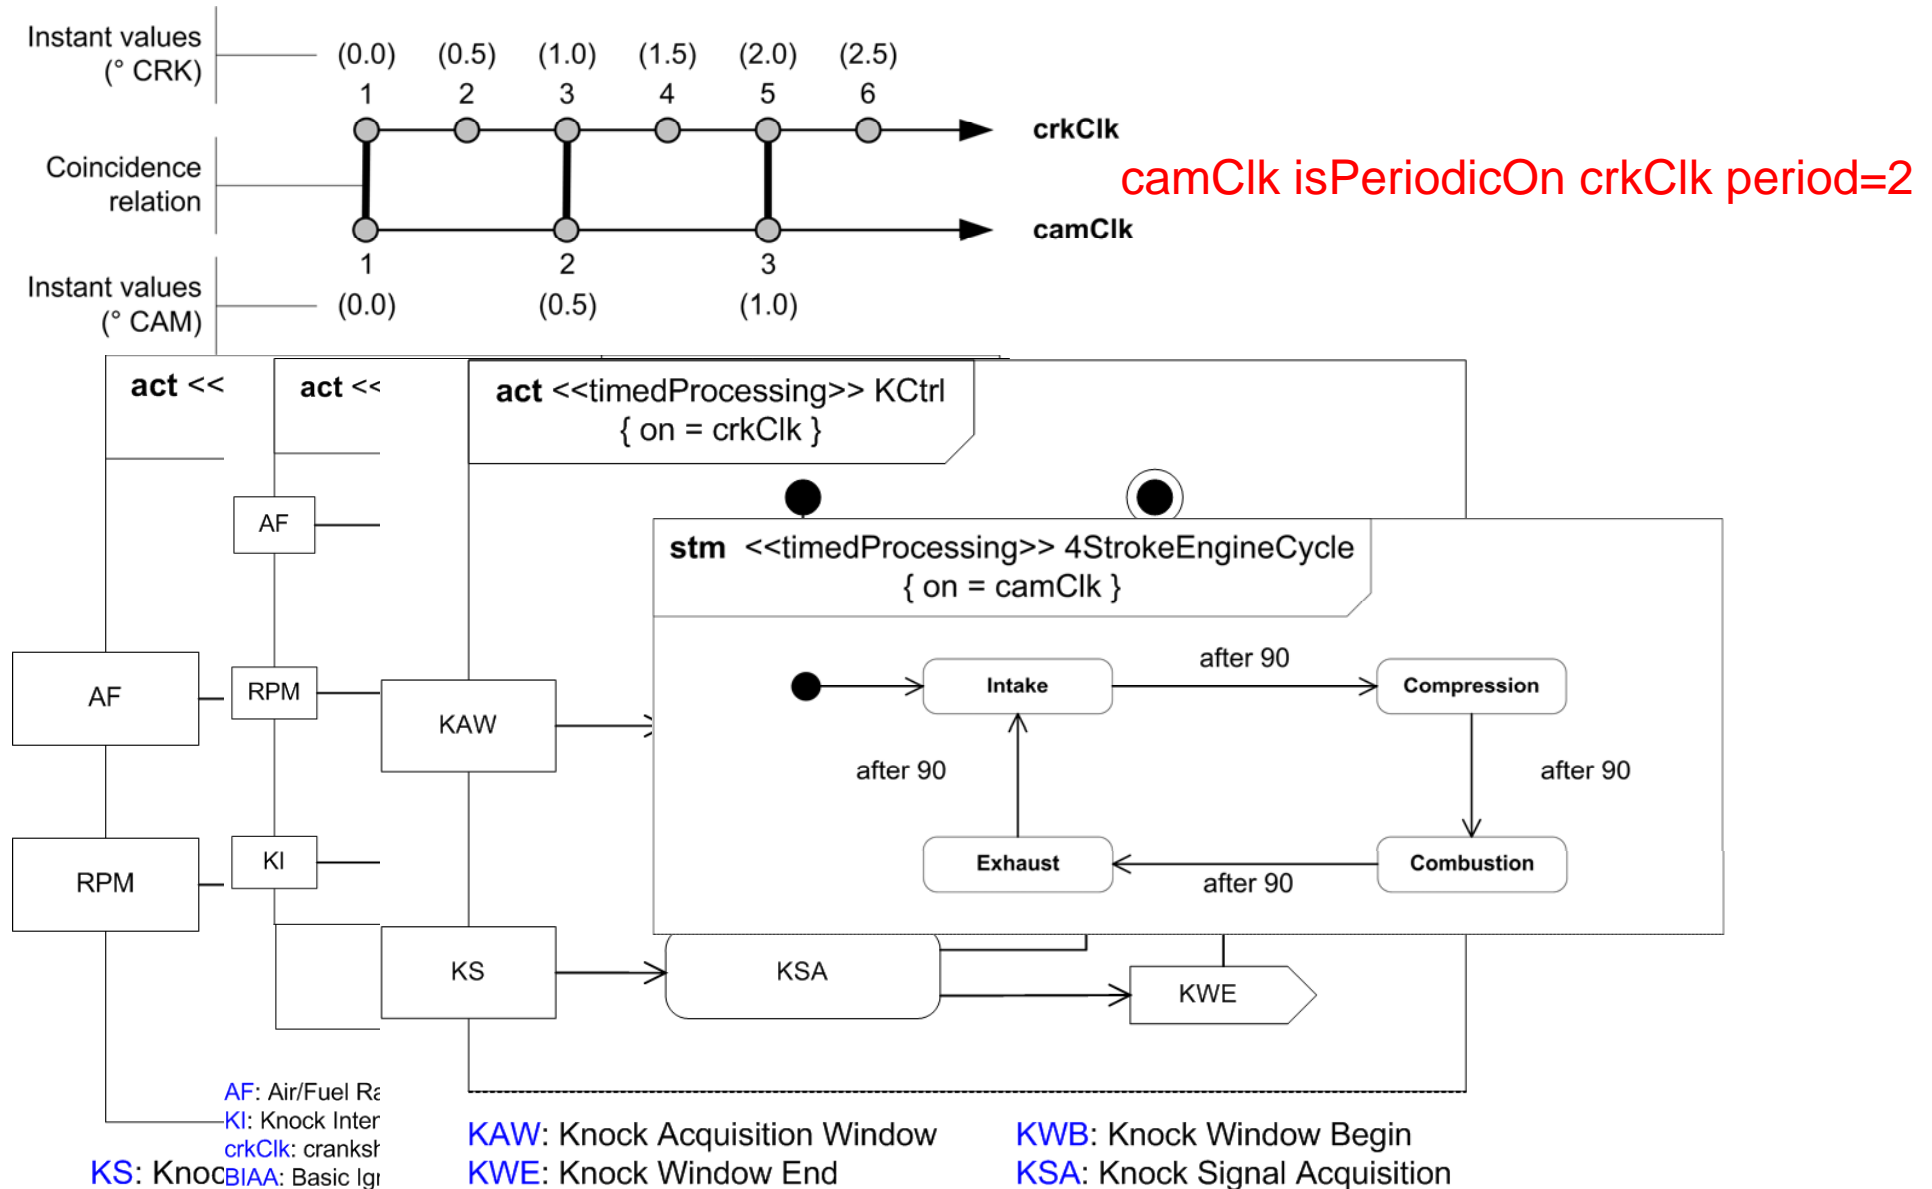 Instant values
(° CRK)
(0.0) (0.5) (1.0) (1.5) (2.0) (2.5)
1 2 3 4 5 6
crkClk
Coincidence
relation
camClk isPeriodicOn crkClk period=2
camClk
1 2 3
Instant values
(° CAM)
(0.0) (0.5) (1.0)
act <<
act <<
act <<timedProcessing>> KCtrl
{ on = crkClk }
AF
stm <<timedProcessing>> 4StrokeEngineCycle
{ on = camClk }
after 90
Intake
Compression
AF
RPM
KAW
after 90
after 90
KI
Exhaust
Combustion
RPM
after 90
KS
KSA
KWE
AF: Air/Fuel
KI: Knock
crkClk:
KS:
BIAA: Basic
KAW: Knock Acquisition Window
KWB: Knock Window Begin
KWE: Knock Window End
KSA: Knock Signal Acquisition